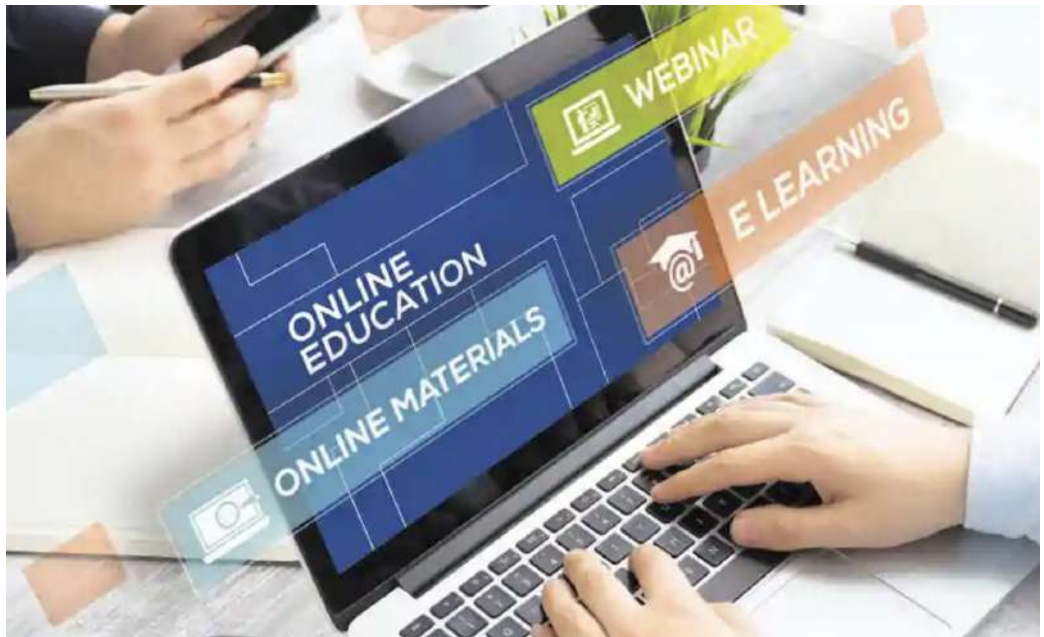 WEBINAR
E LEARNING
ONLINE
EDUCATION
ONLINE MATERIALS